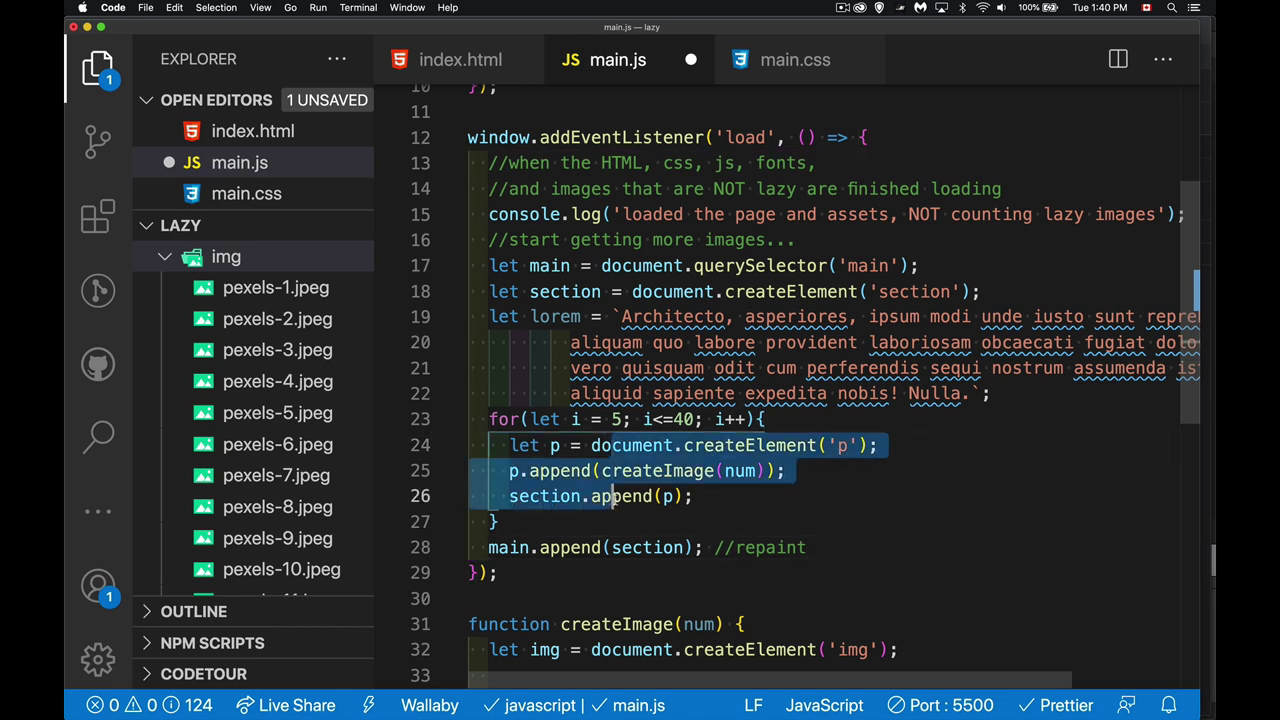 Code File Edit Selection View Go Run Terminal Window Help 100% Tue 1:40 PM
main.js — lazy
EXPLORER
index.html
JS main.js
main.css
OPEN EDITORS 1 UNSAVED
index.html
JS main.js
main.css
LAZY
img
pexels-1.jpeg
pexels-2.jpeg
pexels-3.jpeg
pexels-4.jpeg
pexels-5.jpeg
pexels-6.jpeg
pexels-7.jpeg
pexels-8.jpeg
pexels-9.jpeg
pexels-10.jpeg
OUTLINE
NPM SCRIPTS
CODETOUR
1
1
10 });
11
12 window.addEventListener('load', () => {
13 //when the HTML, css, js, fonts,
14 //and images that are NOT lazy are finished loading
15 console.log('loaded the page and assets, NOT counting lazy images');
16 //start getting more images...
17 let main = document.querySelector('main');
18 let section = document.createElement('section');
19 let lorem = `Architecto, asperiores, ipsum modi unde iusto sunt repre
20 aliquam quo labore provident laboriosam obcaecati fugiat dolo
21 vero quisquam odit cum perferendis sequi nostrum assumenda is
22 aliquid sapiente expedita nobis! Nulla.`;
23 for(let i = 5; i<=40; i++){
24 let p = document.createElement('p');
25 p.append(createImage(num));
26 section.append(p);
27 }
28 main.append(section); //repaint
29 });
30
31 function createImage(num) {
32 let img = document.createElement('img');
33
0 0 124 Live Share Wallaby javascript | main.js LF JavaScript Port : 5500 Prettier